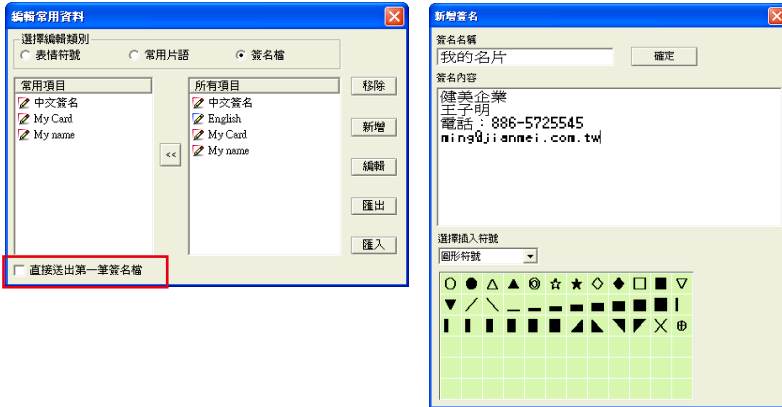 編輯常用資料
選擇編輯類別
表情符號
常用片語
簽名檔
常用項目
中文簽名
My Card
My name
<<
所有項目
中文簽名
English
My Card
My name
移除
新增
編輯
匯出
匯入
直接送出第一筆簽名檔
新增簽名
簽名名稱
我的名片
確定
簽名內容
健美企業
王子明
電話：886-5725545
ming@jianmei.com.tw
選擇插入符號
圖形符號
○ ● △ ▲ ◎ ☆ ★ ◇ ◆ □ ■ ▽
▼ ╱ ╲ ▁ ▂ ▃ ▄ ▅ ▆ ▇ █ ▏
▎ ▍ ▌ ▋ ▊ ▉ ◢ ◣ ◥ ◤ ╳ ⊕